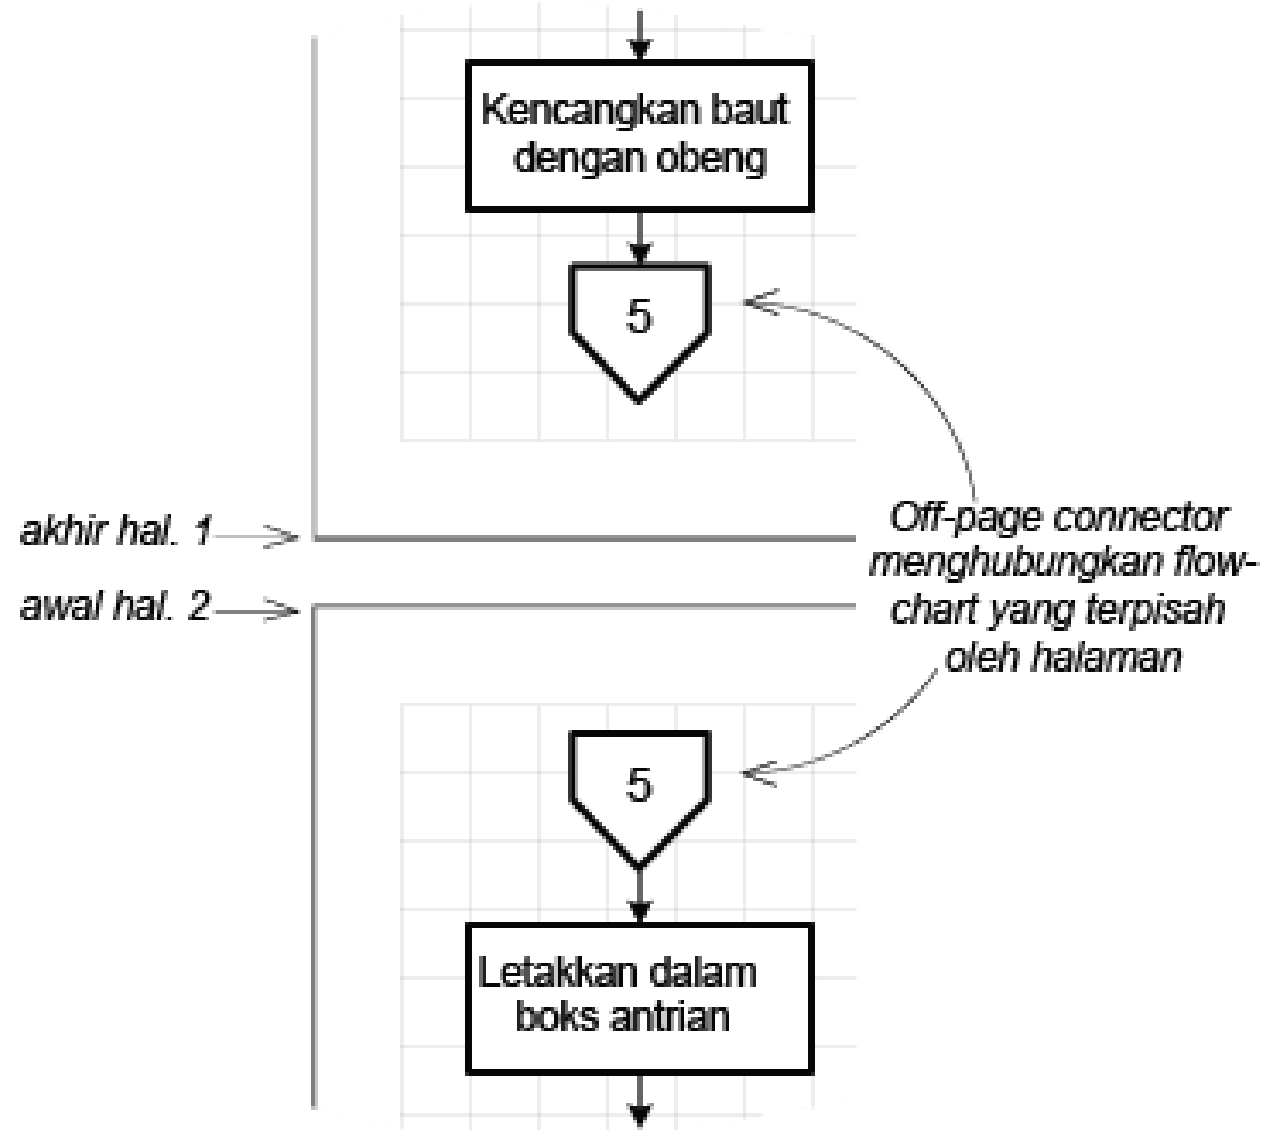 Kencangkan baut
dengan obeng
5
akhir hal. 1
awal hal. 2
Off-page connector
menghubungkan flow-
chart yang terpisah
oleh halaman
5
Letakkan dalam
boks antrian